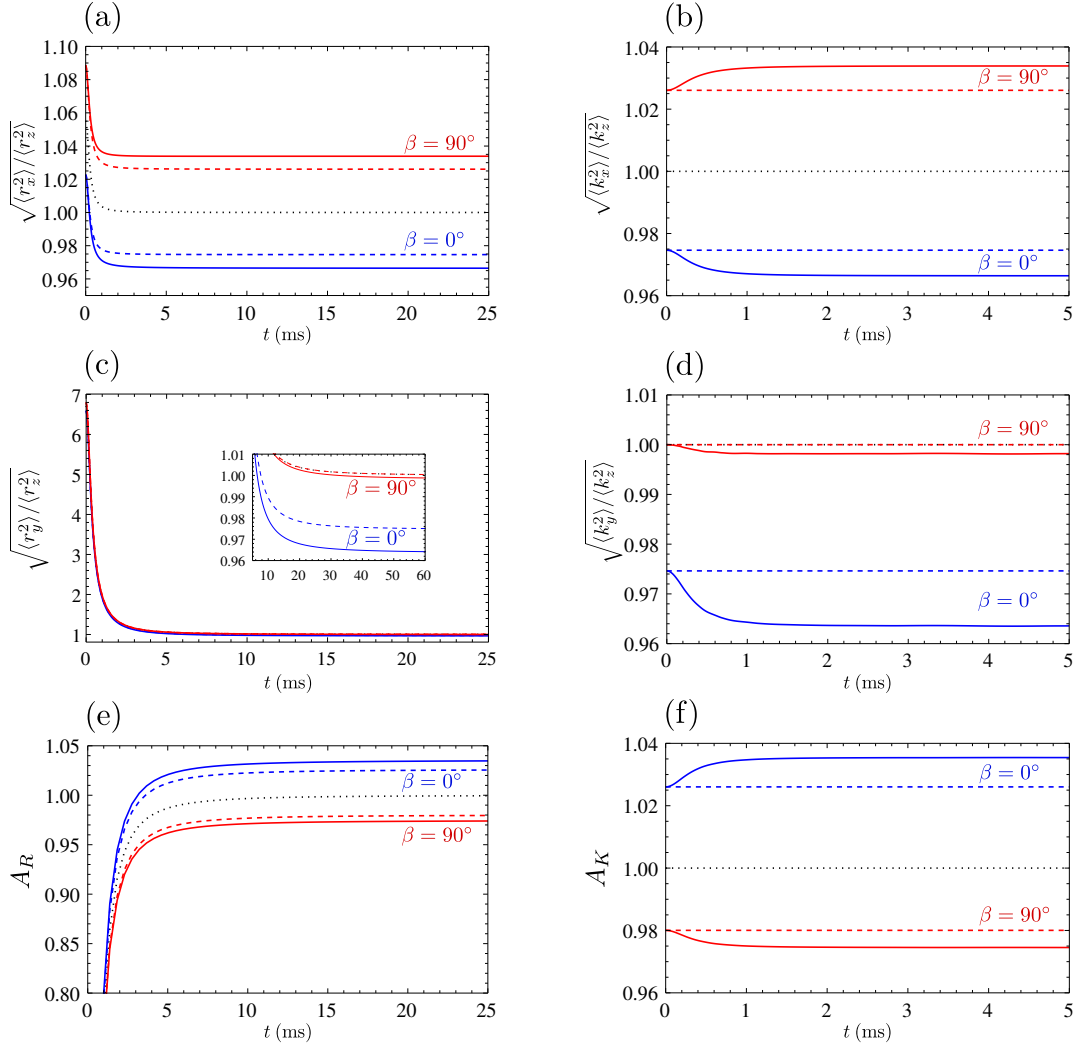 (a)
1.10
1.08
1.06
1.04
1.02
1.00
0.98
0.96
√⟨r_x^2⟩/⟨r_z^2⟩
β = 90°
β = 0°
0 5 10 15 20 25
t (ms)
(b)
1.04
1.02
1.00
0.98
0.96
√⟨k_x^2⟩/⟨k_z^2⟩
β = 90°
β = 0°
0 1 2 3 4 5
t (ms)
(c)
7
6
5
4
3
2
1
√⟨r_y^2⟩/⟨r_z^2⟩
1.01
1.00
0.99
0.98
0.97
0.96
β = 90°
β = 0°
10 20 30 40 50 60
0 5 10 15 20 25
t (ms)
(d)
1.01
1.00
0.99
0.98
0.97
0.96
√⟨k_y^2⟩/⟨k_z^2⟩
β = 90°
β = 0°
0 1 2 3 4 5
t (ms)
(e)
1.05
1.00
0.95
0.90
0.85
0.80
A_R
β = 0°
β = 90°
0 5 10 15 20 25
t (ms)
(f)
1.04
1.02
1.00
0.98
0.96
A_K
β = 0°
β = 90°
0 1 2 3 4 5
t (ms)